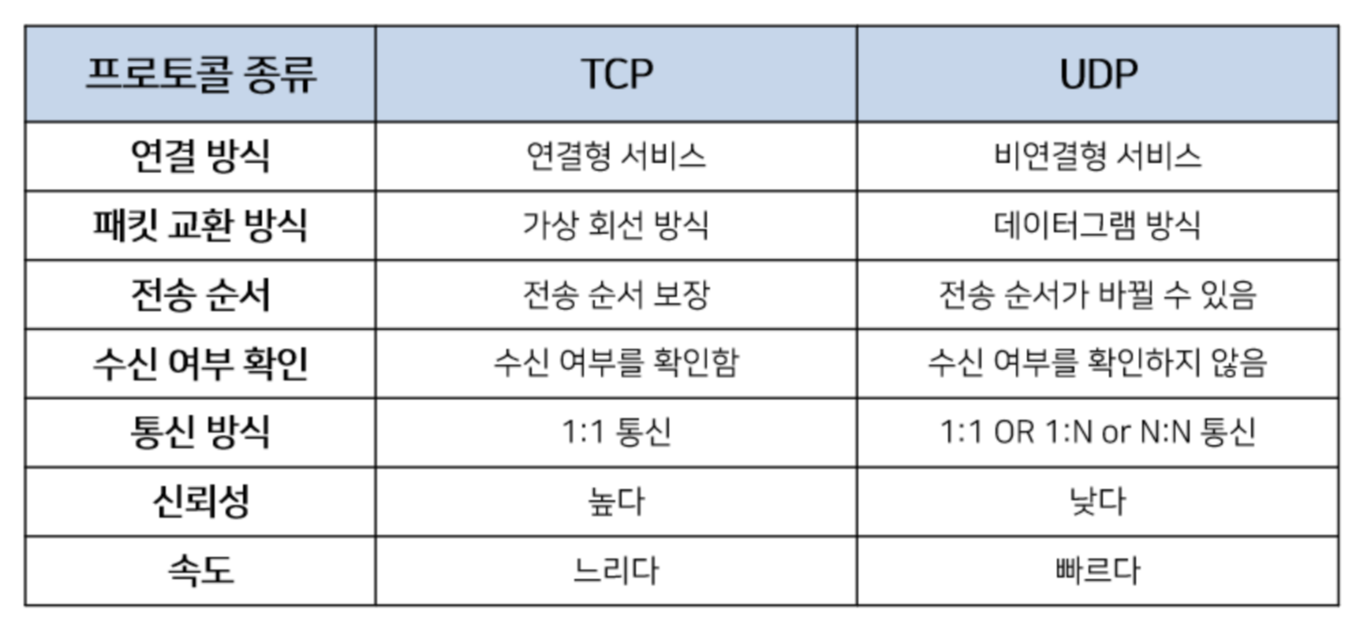 프로토콜 종류 TCP UDP
연결 방식 연결형 서비스 비연결형 서비스
패킷 교환 방식 가상 회선 방식 데이터그램 방식
전송 순서 전송 순서 보장 전송 순서가 바뀔 수 있음
수신 여부 확인 수신 여부를 확인함 수신 여부를 확인하지 않음
통신 방식 1:1 통신 1:1 OR 1:N or N:N 통신
신뢰성 높다 낮다
속도 느리다 빠르다